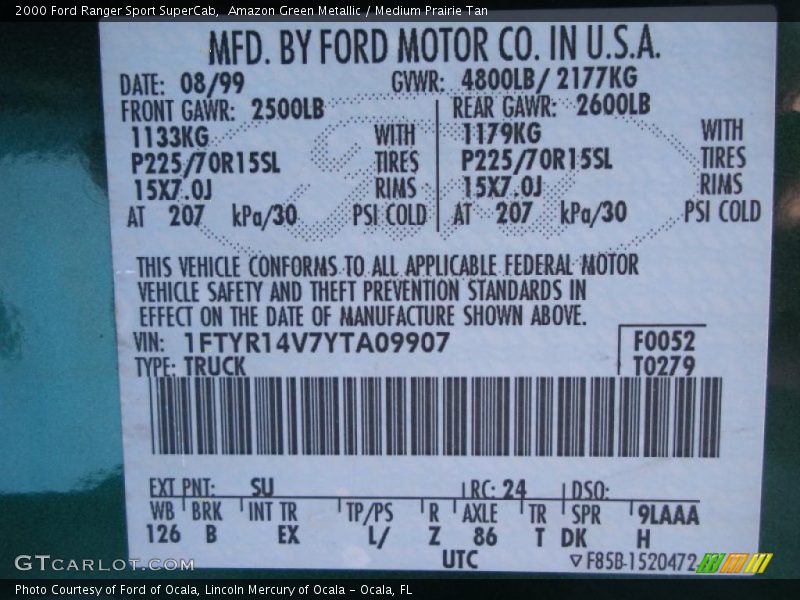 2000 Ford Ranger Sport SuperCab,  Amazon Green Metallic / Medium Prairie Tan
MFD. BY FORD MOTOR CO. IN U.S.A.
DATE: 08/99 GVWR: 4800LB/ 2177KG
FRONT GAWR: 2500LB REAR GAWR: 2600LB
1133KG WITH 1179KG WITH
P225/70R15SL TIRES P225/70R15SL TIRES
15X7.0J RIMS 15X7.0J RIMS
AT 207 kPa/30 PSI COLD AT 207 kPa/30 PSI COLD
THIS VEHICLE CONFORMS TO ALL APPLICABLE FEDERAL MOTOR
VEHICLE SAFETY AND THEFT PREVENTION STANDARDS IN
EFFECT ON THE DATE OF MANUFACTURE SHOWN ABOVE.
VIN: 1FTYR14V7YTA09907 F0052
TYPE: TRUCK T0279
EXT PNT: SU RC: 24 DSO:
WB BRK INT TR TP/PS R AXLE TR SPR 9LAAA
126 B EX L/ Z 86 T DK H
UTC ▽F85B-1520472-
GTCARLOT.COM
Photo Courtesy of Ford of Ocala, Lincoln Mercury of Ocala - Ocala, FL